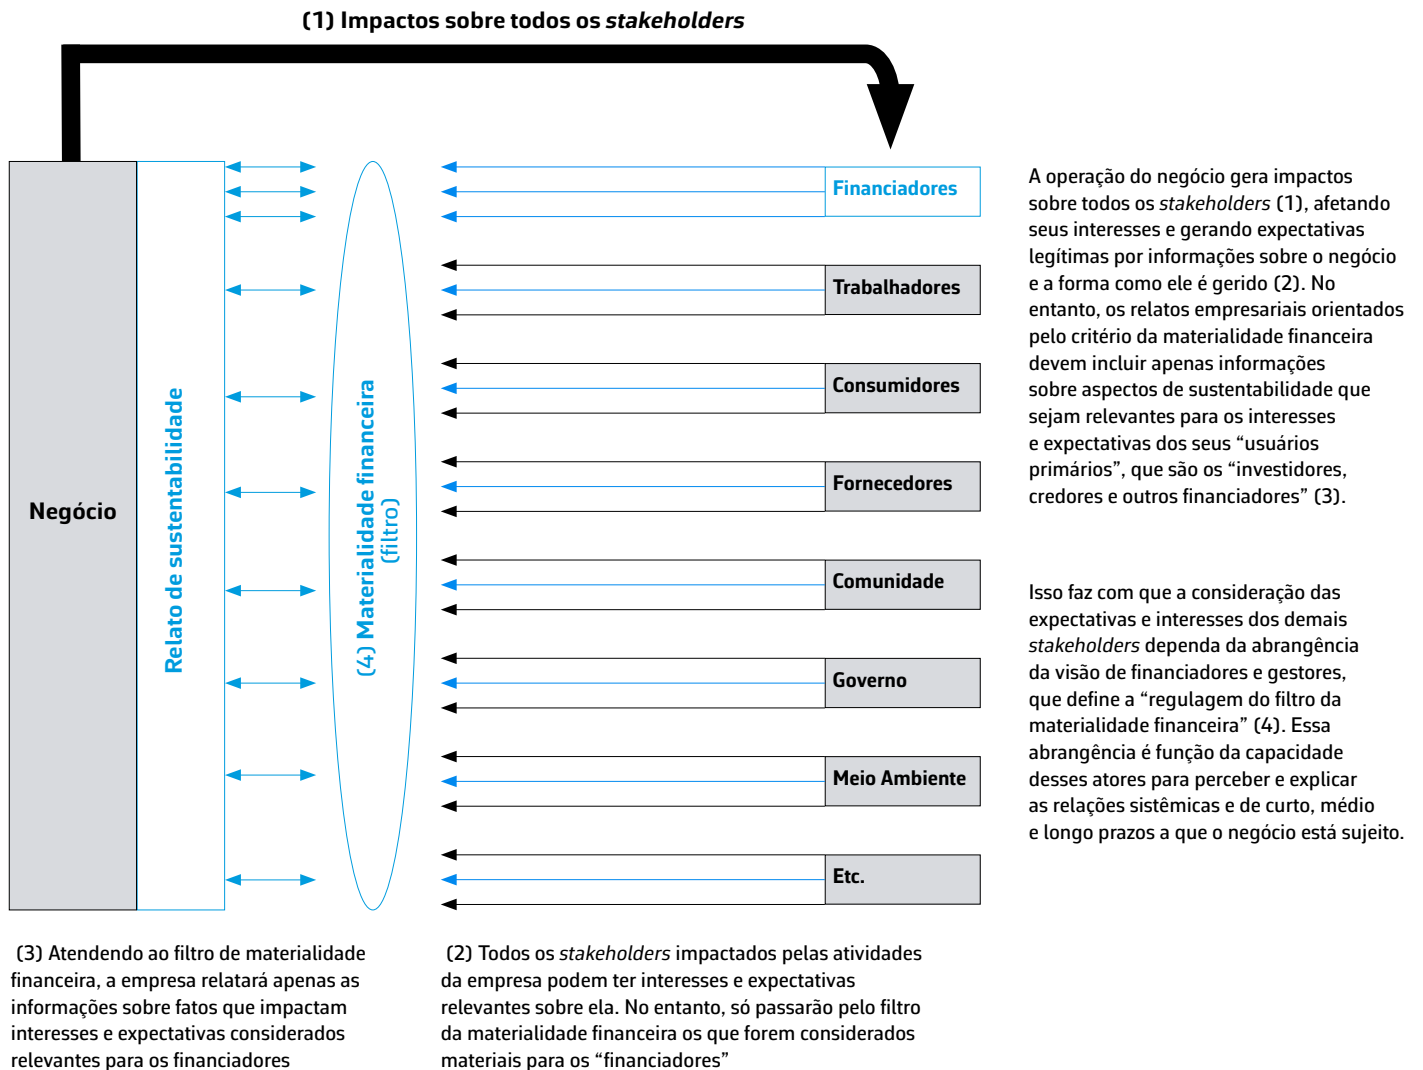 (1) Impactos sobre todos os stakeholders
Negócio
Relato de sustentabilidade
(4) Materialidade financeira
(filtro)
Financiadores
Trabalhadores
Consumidores
Fornecedores
Comunidade
Governo
Meio Ambiente
Etc.
A operação do negócio gera impactos
sobre todos os stakeholders (1), afetando
seus interesses e gerando expectativas
legítimas por informações sobre o negócio
e a forma como ele é gerido (2). No
entanto, os relatos empresariais orientados
pelo critério da materialidade financeira
devem incluir apenas informações
sobre aspectos de sustentabilidade que
sejam relevantes para os interesses
e expectativas dos seus “usuários
primários”, que são os “investidores,
credores e outros financiadores” (3).
Isso faz com que a consideração das
expectativas e interesses dos demais
stakeholders dependa da abrangência
da visão de financiadores e gestores,
que define a “regulagem do filtro da
materialidade financeira” (4). Essa
abrangência é função da capacidade
desses atores para perceber e explicar
as relações sistêmicas e de curto, médio
e longo prazos a que o negócio está sujeito.
(3) Atendendo ao filtro de materialidade
financeira, a empresa relatará apenas as
informações sobre fatos que impactam
interesses e expectativas considerados
relevantes para os financiadores
(2) Todos os stakeholders impactados pelas atividades
da empresa podem ter interesses e expectativas
relevantes sobre ela. No entanto, só passarão pelo filtro
da materialidade financeira os que forem considerados
materiais para os “financiadores”